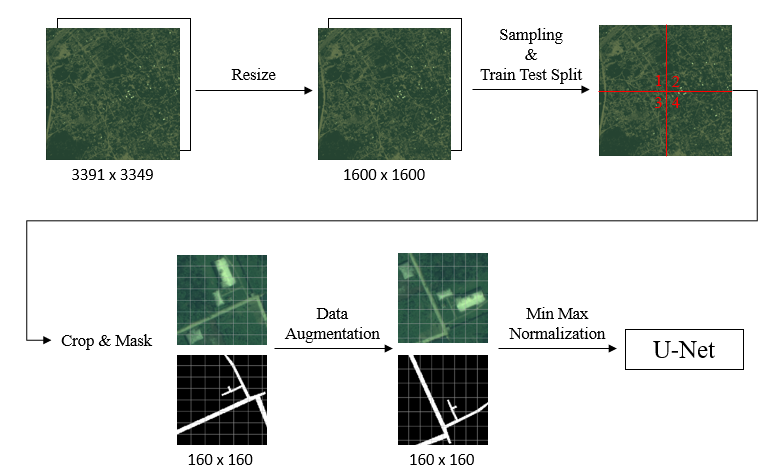 Resize
Sampling
&
Train Test Split
1 2
3 4
3391 x 3349
1600 x 1600
Crop & Mask
Data
Augmentation
Min Max
Normalization
U-Net
160 x 160
160 x 160